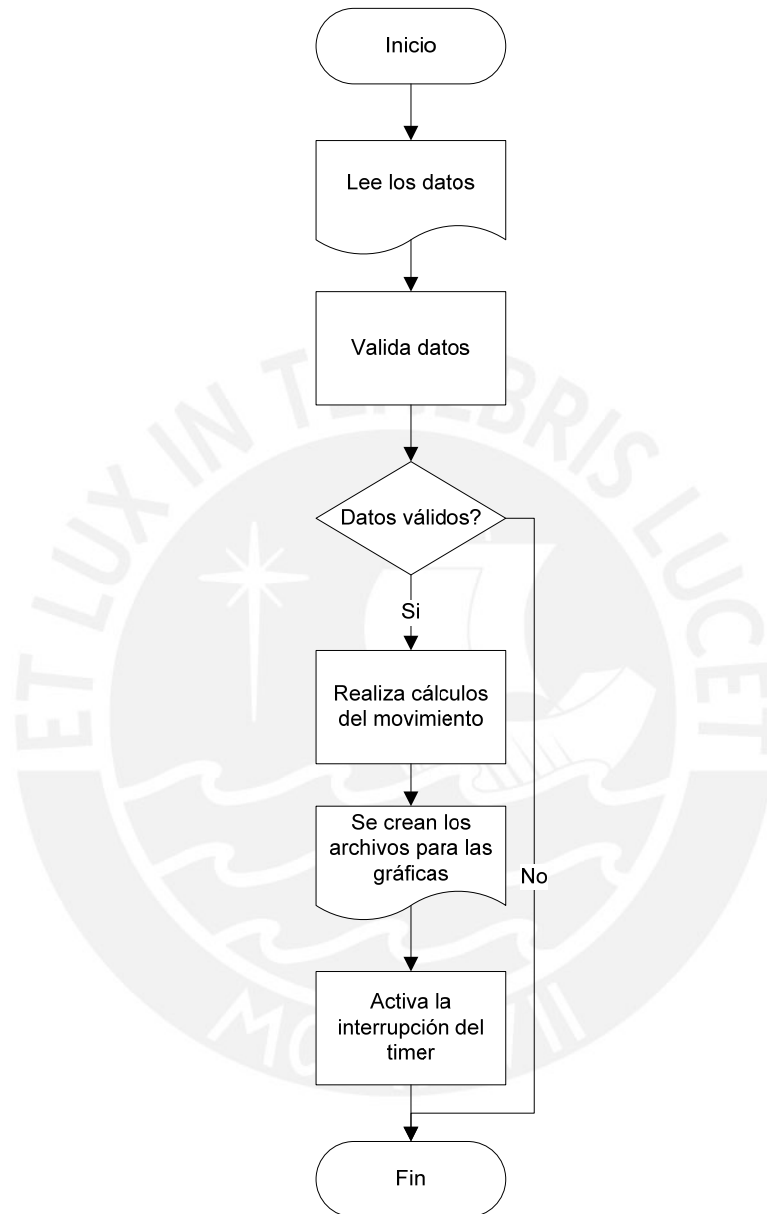 Inicio
Lee los datos
Valida datos
Datos válidos?
Si
Realiza cálculos
del movimiento
Se crean los
archivos para las
gráficas
No
Activa la
interrupción del
timer
Fin
ET LUX IN TENEBRIS LUCET